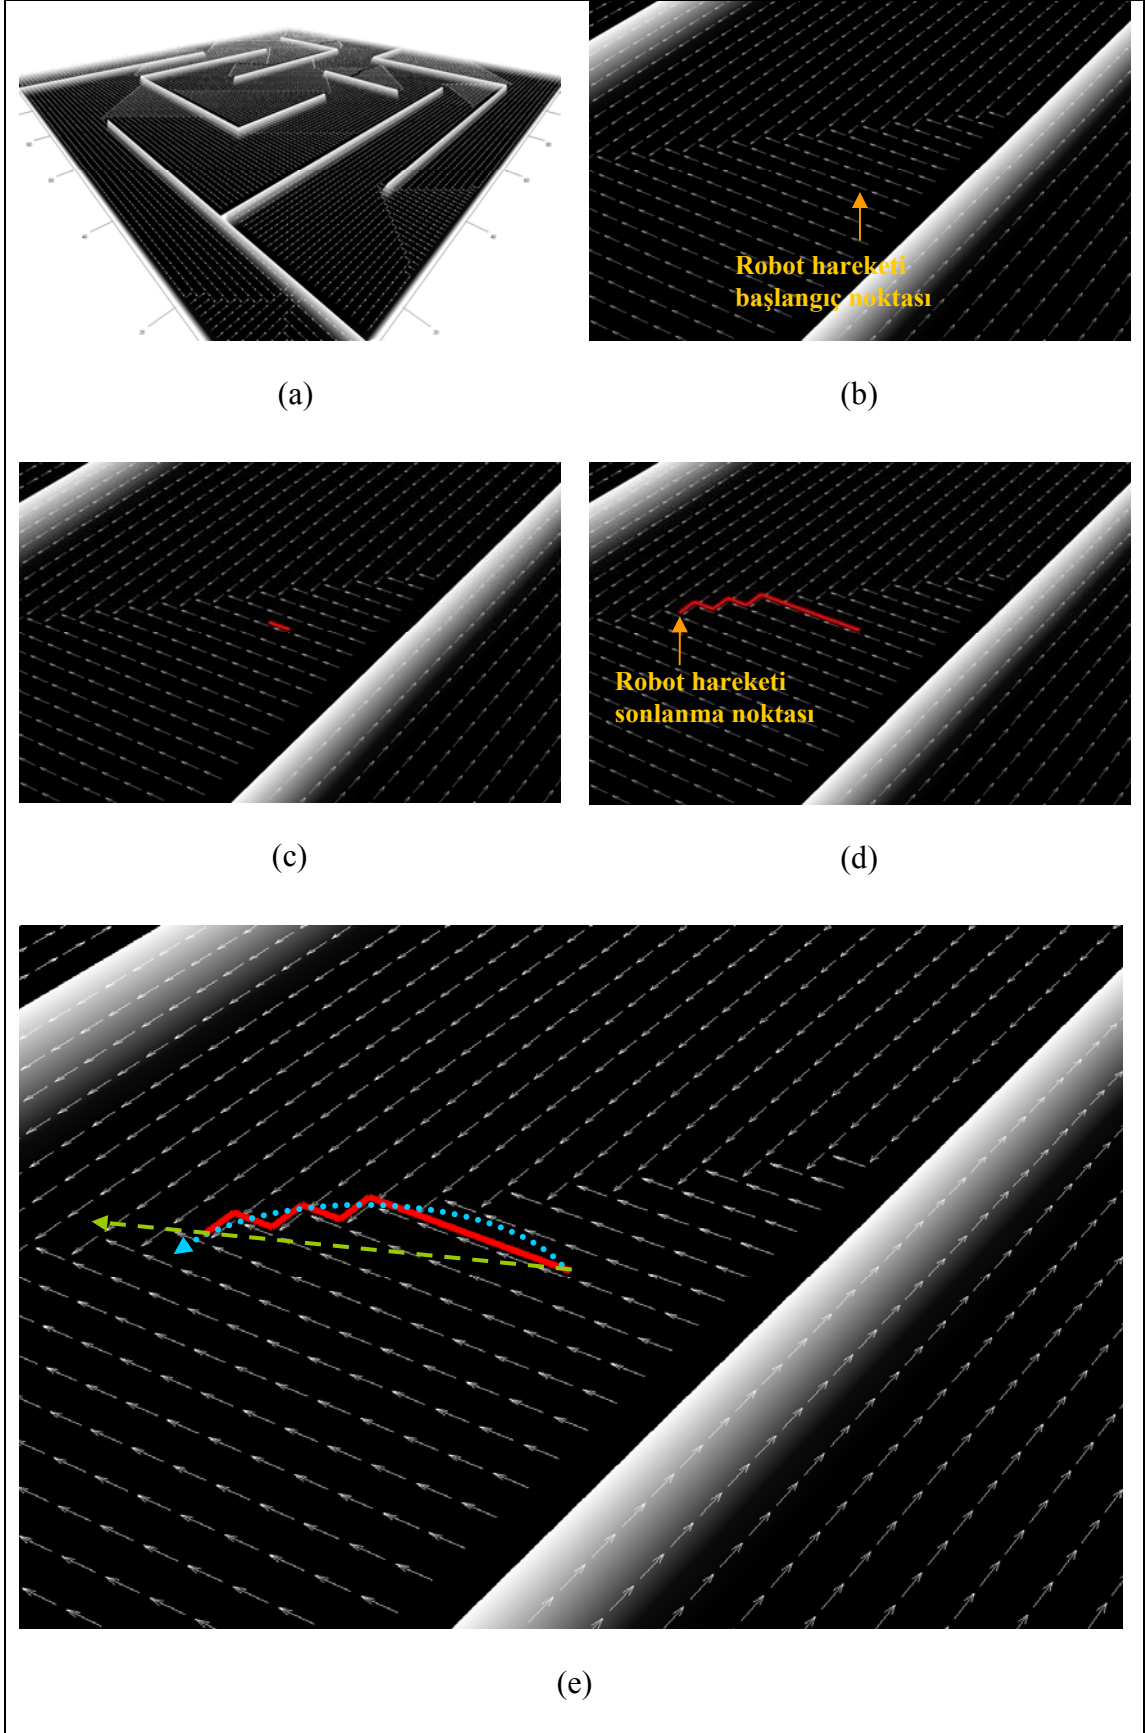 (a)
Robot hareketi
başlangıç noktası
(b)
(c)
Robot hareketi
sonlanma noktası
(d)
(e)